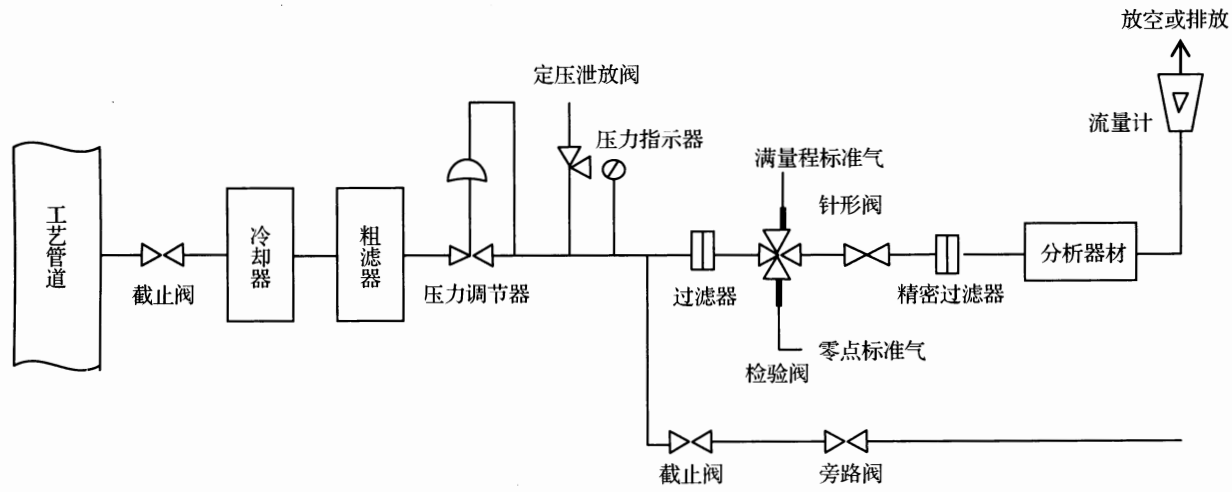 放空或排放
定压泄放阀
流量计
压力指示器
满量程标准气
针形阀
工艺管道
冷却器
粗滤器
分析器材
截止阀
压力调节器
过滤器
精密过滤器
零点标准气
检验阀
截止阀
旁路阀